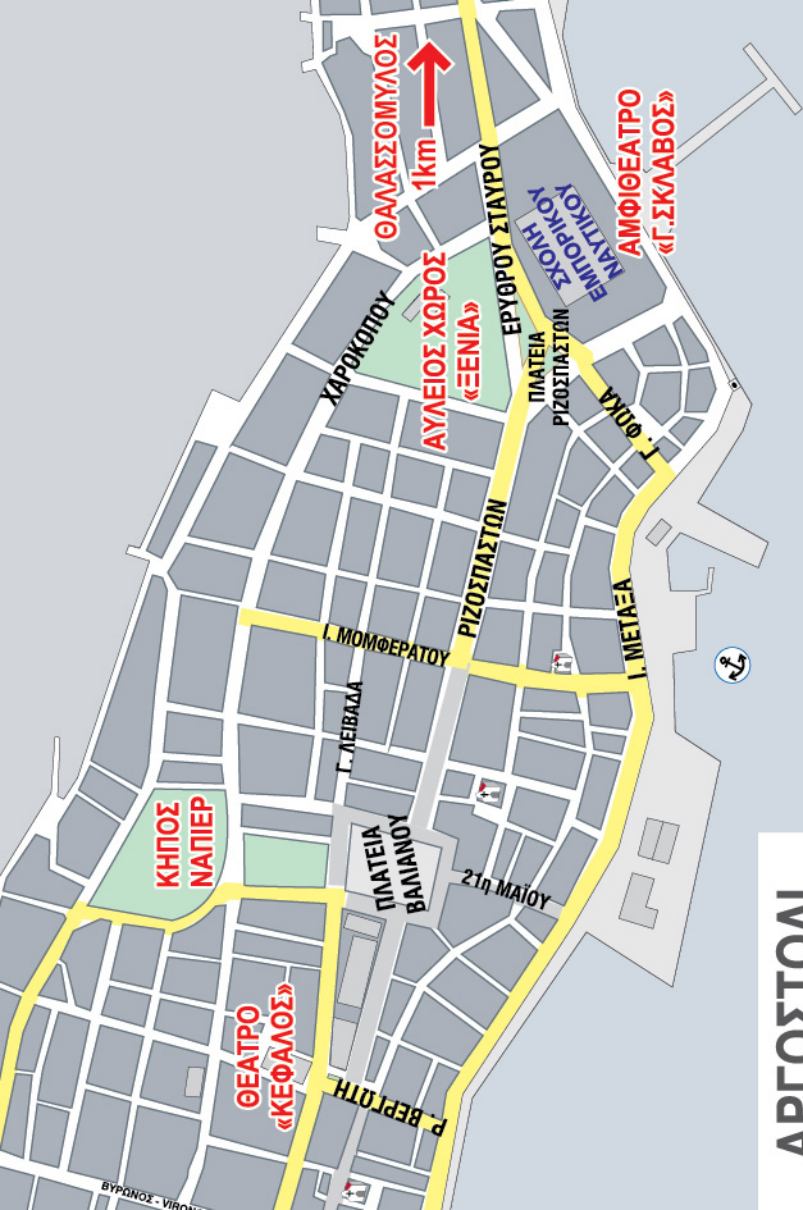 ΘΑΛΑΣΣΟΜΥΛΟΣ
1km
ΑΜΦΙΘΕΑΤΡΟ
«Γ.ΣΚΛΑΒΟΣ»
ΣΧΟΛΗ
ΕΜΠΟΡΙΚΟΥ
ΝΑΥΤΙΚΟΥ
ΕΡΥΘΡΟΥ ΣΤΑΥΡΟΥ
ΑΥΛΕΙΟΣ ΧΩΡΟΣ
«ΞΕΝΙΑ»
ΧΑΡΟΚΟΠΟΥ
ΠΛΑΤΕΙΑ
ΡΙΖΟΣΠΑΣΤΩΝ
Γ. ΦΩΚΑ
ΡΙΖΟΣΠΑΣΤΩΝ
Ι. ΜΟΜΦΕΡΑΤΟΥ
Ι. ΜΕΤΑΞΑ
Γ. ΛΕΙΒΑΔΑ
ΚΗΠΟΣ
ΝΑΠΙΕΡ
ΠΛΑΤΕΙΑ
ΒΑΛΙΑΝΟΥ
21η ΜΑΪΟΥ
ΘΕΑΤΡΟ
«ΚΕΦΑΛΟΣ»
Ρ. ΒΕΡΓΩΤΗ
ΒΥΡΩΝΟΣ - VIRON
ΑΡΓΟΣΤΟΛΙ